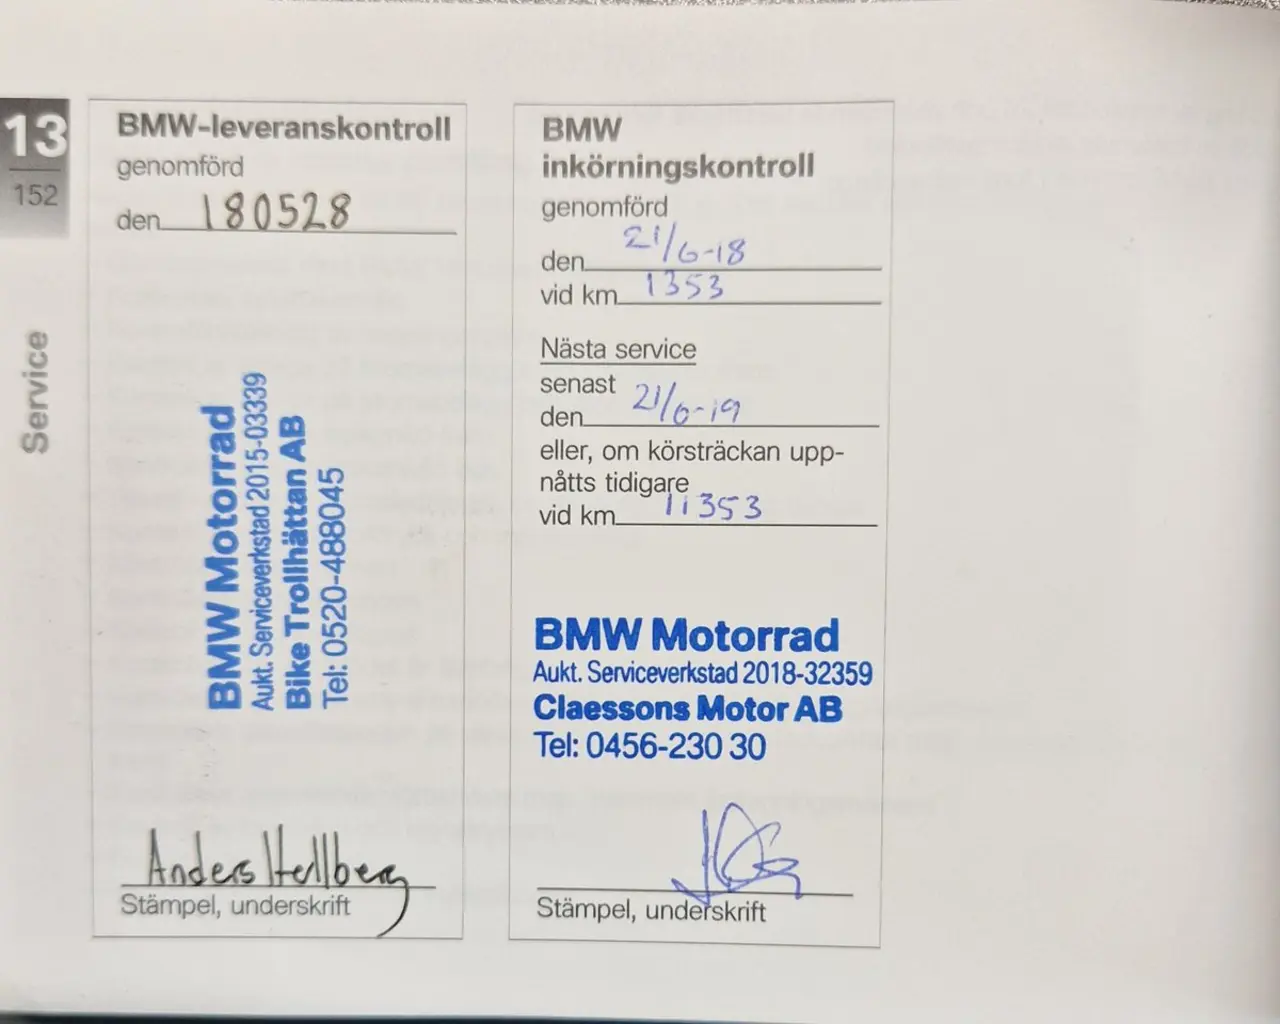 13
152
Service
BMW-leveranskontroll
genomförd
den 180528
BMW Motorrad
Aukt. Serviceverkstad 2015-03339
Bike Trollhättan AB
Tel: 0520-488045
Anders Hellberg
Stämpel, underskrift
BMW
inkörningskontroll
genomförd
den 21/6-18
vid km 1353
Nästa service
senast
den 21/6-19
eller, om körsträckan upp-
nåtts tidigare
vid km 11353
BMW Motorrad
Aukt. Serviceverkstad 2018-32359
Claessons Motor AB
Tel: 0456-230 30
Stämpel, underskrift